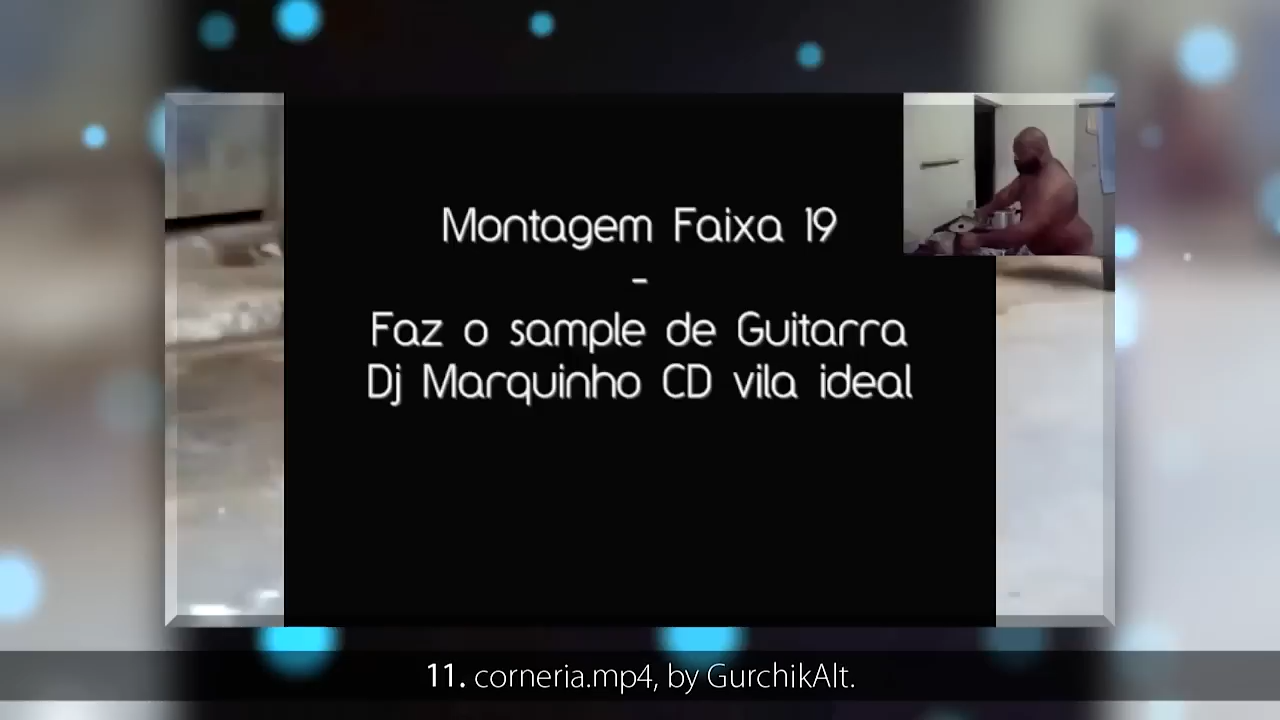 Montagem Faixa 19
-
Faz o sample de Guitarra
Dj Marquinho CD vila ideal
11. corneria.mp4, by GurchikAlt.